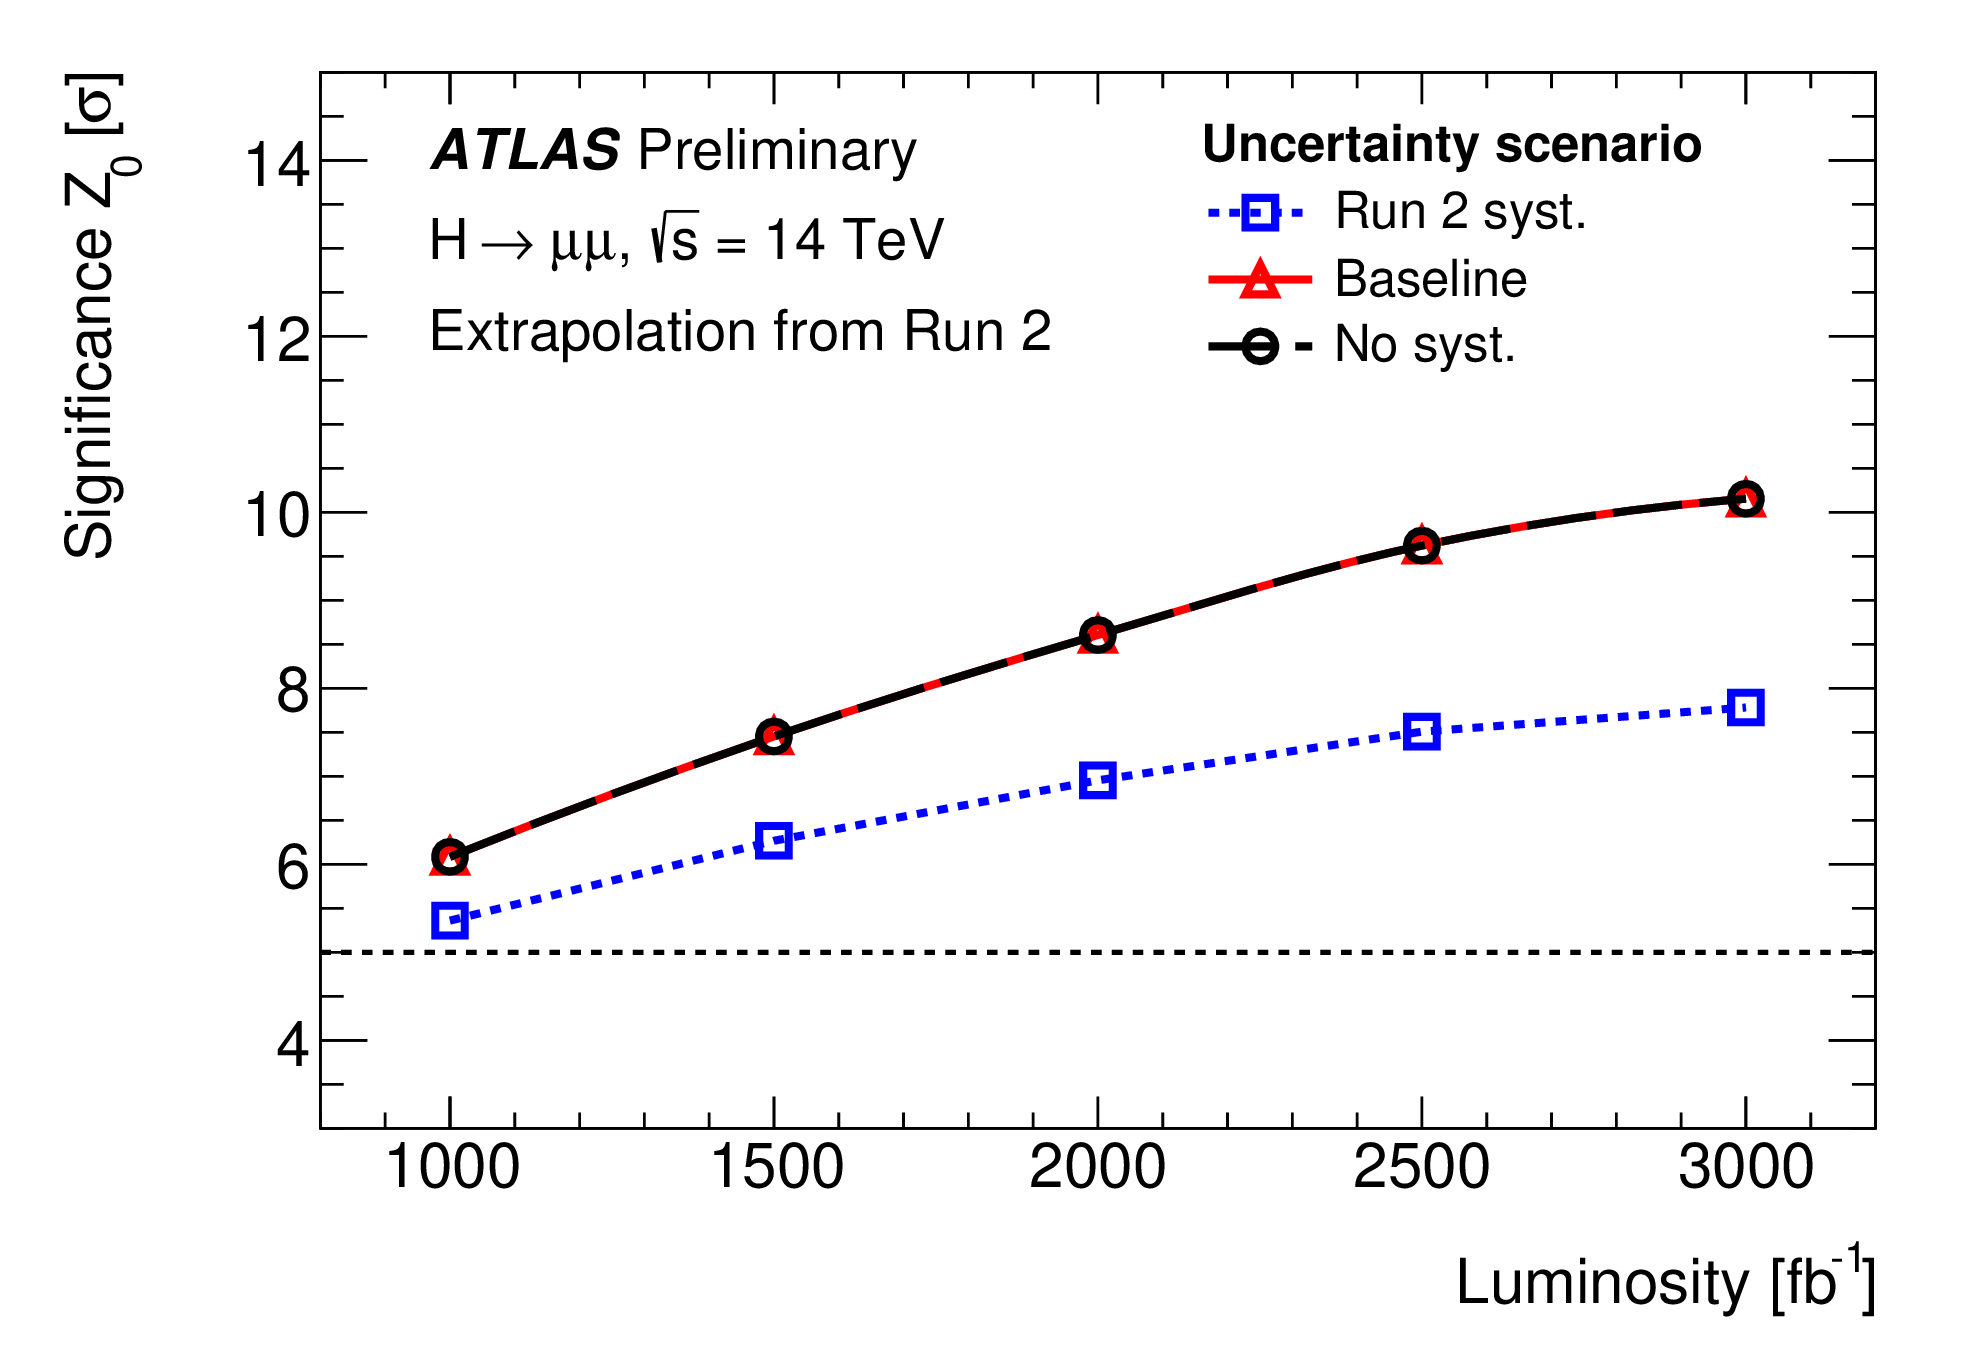 Significance Z₀ [σ]
ATLAS Preliminary
H → μμ, √s = 14 TeV
Extrapolation from Run 2
Uncertainty scenario
Run 2 syst.
Baseline
No syst.
14
12
10
8
6
4
1000 1500 2000 2500 3000
Luminosity [fb⁻¹]